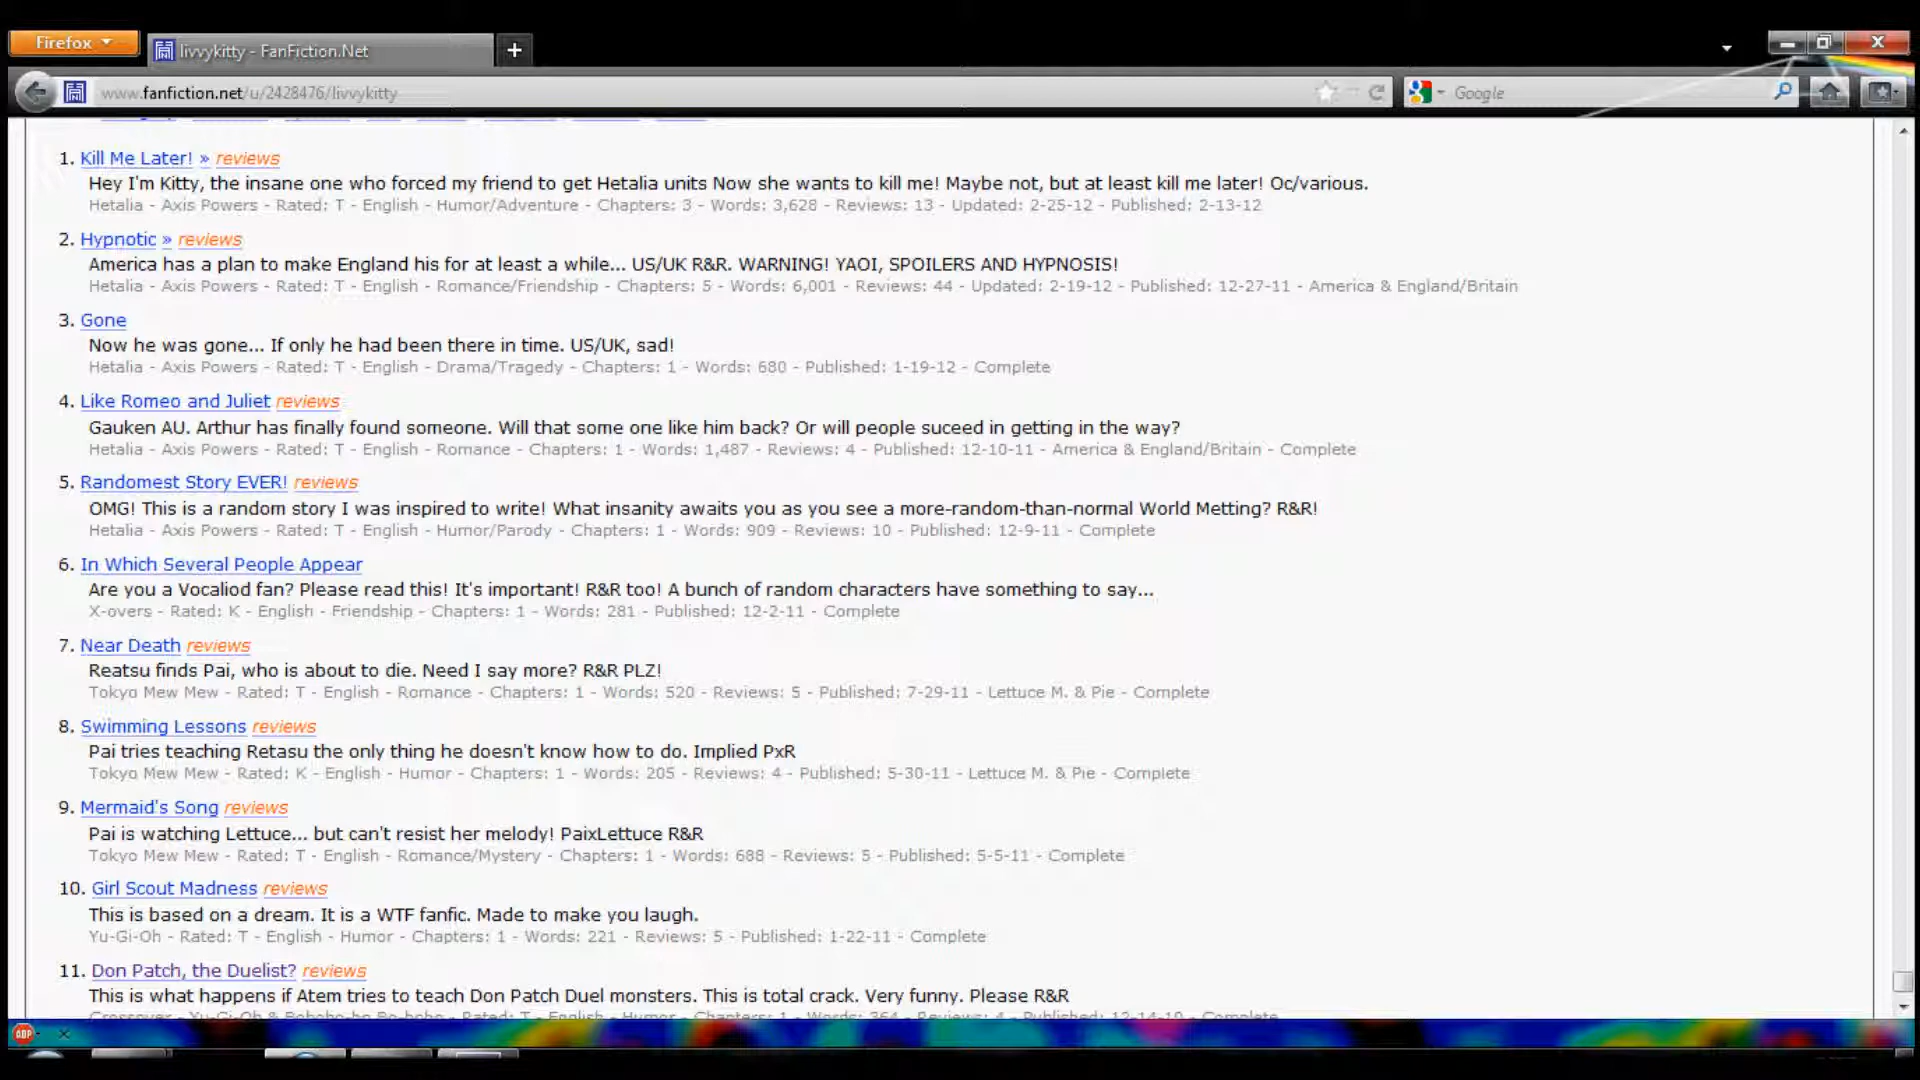 Firefox
livvykitty - FanFiction.Net
www.fanfiction.net/u/2428476/livvykitty
Google
1. Kill Me Later! » reviews
Hey I'm Kitty, the insane one who forced my friend to get Hetalia units Now she wants to kill me! Maybe not, but at least kill me later! Oc/various.
Hetalia - Axis Powers - Rated: T - English - Humor/Adventure - Chapters: 3 - Words: 3,628 - Reviews: 13 - Updated: 2-25-12 - Published: 2-13-12
2. Hypnotic » reviews
America has a plan to make England his for at least a while... US/UK R&R. WARNING! YAOI, SPOILERS AND HYPNOSIS!
Hetalia - Axis Powers - Rated: T - English - Romance/Friendship - Chapters: 5 - Words: 6,001 - Reviews: 44 - Updated: 2-19-12 - Published: 12-27-11 - America & England/Britain
3. Gone
Now he was gone... If only he had been there in time. US/UK, sad!
Hetalia - Axis Powers - Rated: T - English - Drama/Tragedy - Chapters: 1 - Words: 680 - Published: 1-19-12 - Complete
4. Like Romeo and Juliet reviews
Gauken AU. Arthur has finally found someone. Will that some one like him back? Or will people suceed in getting in the way?
Hetalia - Axis Powers - Rated: T - English - Romance - Chapters: 1 - Words: 1,487 - Reviews: 4 - Published: 12-10-11 - America & England/Britain - Complete
5. Randomest Story EVER! reviews
OMG! This is a random story I was inspired to write! What insanity awaits you as you see a more-random-than-normal World Metting? R&R!
Hetalia - Axis Powers - Rated: T - English - Humor/Parody - Chapters: 1 - Words: 909 - Reviews: 10 - Published: 12-9-11 - Complete
6. In Which Several People Appear
Are you a Vocaliod fan? Please read this! It's important! R&R too! A bunch of random characters have something to say...
X-overs - Rated: K - English - Friendship - Chapters: 1 - Words: 281 - Published: 12-2-11 - Complete
7. Near Death reviews
Reatsu finds Pai, who is about to die. Need I say more? R&R PLZ!
Tokyo Mew Mew - Rated: T - English - Romance - Chapters: 1 - Words: 520 - Reviews: 5 - Published: 7-29-11 - Lettuce M. & Pie - Complete
8. Swimming Lessons reviews
Pai tries teaching Retasu the only thing he doesn't know how to do. Implied PxR
Tokyo Mew Mew - Rated: K - English - Humor - Chapters: 1 - Words: 205 - Reviews: 4 - Published: 5-30-11 - Lettuce M. & Pie - Complete
9. Mermaid's Song reviews
Pai is watching Lettuce... but can't resist her melody! PaixLettuce R&R
Tokyo Mew Mew - Rated: T - English - Romance/Mystery - Chapters: 1 - Words: 688 - Reviews: 5 - Published: 5-5-11 - Complete
10. Girl Scout Madness reviews
This is based on a dream. It is a WTF fanfic. Made to make you laugh.
Yu-Gi-Oh - Rated: T - English - Humor - Chapters: 1 - Words: 221 - Reviews: 5 - Published: 1-22-11 - Complete
11. Don Patch, the Duelist? reviews
This is what happens if Atem tries to teach Don Patch Duel monsters. This is total crack. Very funny. Please R&R
Crossover - Yu-Gi-Oh & Bobobo-bo Bo-bobo - Rated: T - English - Humor - Chapters: 1 - Words: 364 - Reviews: 4 - Published: 12-14-10 - Complete
ABP